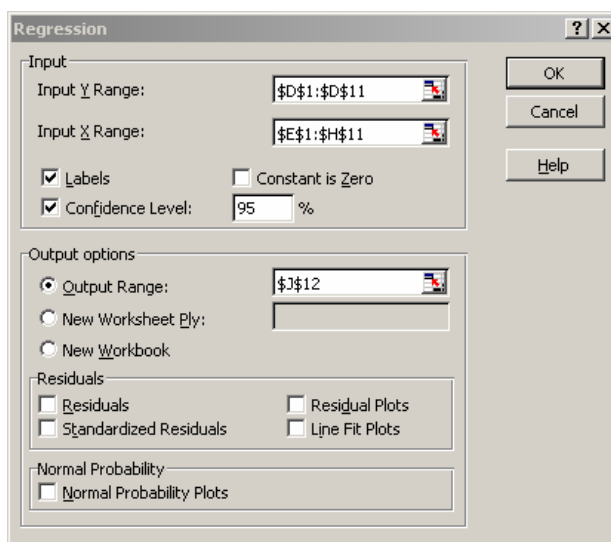 Regression
Input
Input Y Range: $D$1:$D$11
Input X Range: $E$1:$H$11
Labels Constant is Zero
Confidence Level: 95 %
OK
Cancel
Help
Output options
Output Range: $J$12
New Worksheet Ply:
New Workbook
Residuals
Residuals Residual Plots
Standardized Residuals Line Fit Plots
Normal Probability
Normal Probability Plots